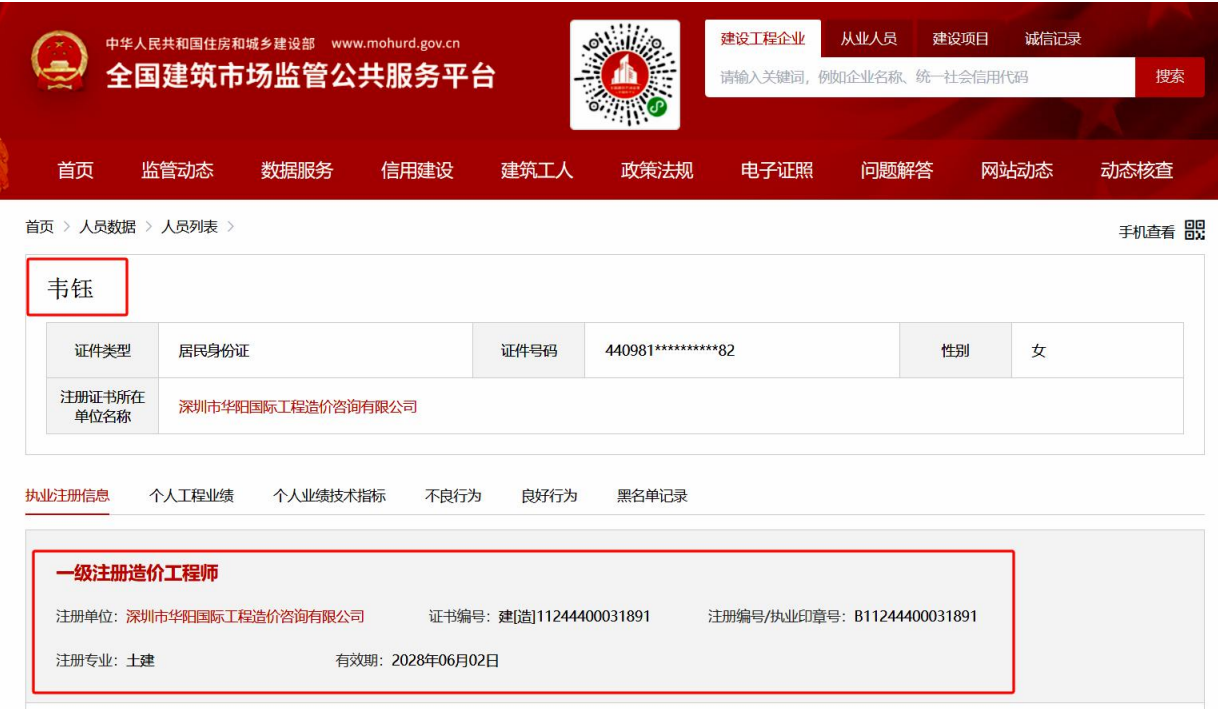 中华人民共和国住房和城乡建设部 www.mohurd.gov.cn
全国建筑市场监管公共服务平台
建设工程企业 从业人员 建设项目 诚信记录
请输入关键词，例如企业名称、统一社会信用代码 搜索
首页 监管动态 数据服务 信用建设 建筑工人 政策法规 电子证照 问题解答 网站动态 动态核查
首页 > 人员数据 > 人员列表 >
手机查看
韦钰
证件类型 居民身份证 证件号码 440981**********82 性别 女
注册证书所在
单位名称
深圳市华阳国际工程造价咨询有限公司
执业注册信息 个人工程业绩 个人业绩技术指标 不良行为 良好行为 黑名单记录
一级注册造价工程师
注册单位：深圳市华阳国际工程造价咨询有限公司 证书编号：建[造]11244400031891 注册编号/执业印章号：B11244400031891
注册专业：土建 有效期：2028年06月02日